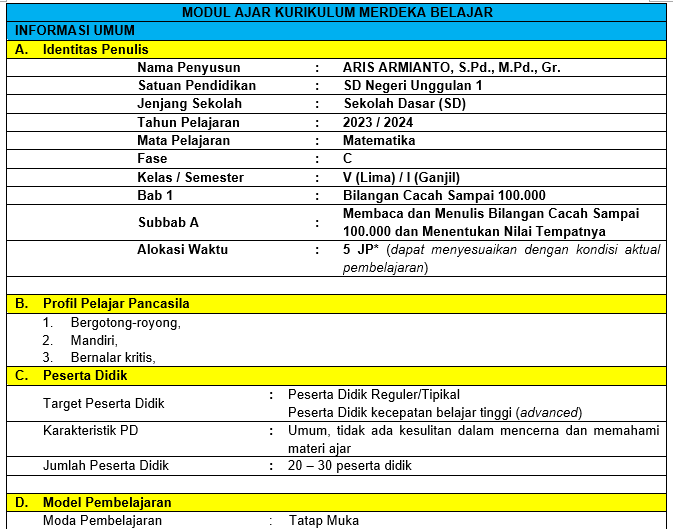 MODUL AJAR KURIKULUM MERDEKA BELAJAR
INFORMASI UMUM
A. Identitas Penulis
Nama Penyusun : ARIS ARMIANTO, S.Pd., M.Pd., Gr.
Satuan Pendidikan : SD Negeri Unggulan 1
Jenjang Sekolah : Sekolah Dasar (SD)
Tahun Pelajaran : 2023 / 2024
Mata Pelajaran : Matematika
Fase : C
Kelas / Semester : V (Lima) / I (Ganjil)
Bab 1 : Bilangan Cacah Sampai 100.000
Subbab A : Membaca dan Menulis Bilangan Cacah Sampai
100.000 dan Menentukan Nilai Tempatnya
Alokasi Waktu : 5 JP* (dapat menyesuaikan dengan kondisi aktual
pembelajaran)
B. Profil Pelajar Pancasila
1. Bergotong-royong,
2. Mandiri,
3. Bernalar kritis,
C. Peserta Didik
Target Peserta Didik : Peserta Didik Reguler/Tipikal
Peserta Didik kecepatan belajar tinggi (advanced)
Karakteristik PD : Umum, tidak ada kesulitan dalam mencerna dan memahami
materi ajar
Jumlah Peserta Didik : 20 – 30 peserta didik
D. Model Pembelajaran
Moda Pembelajaran : Tatap Muka